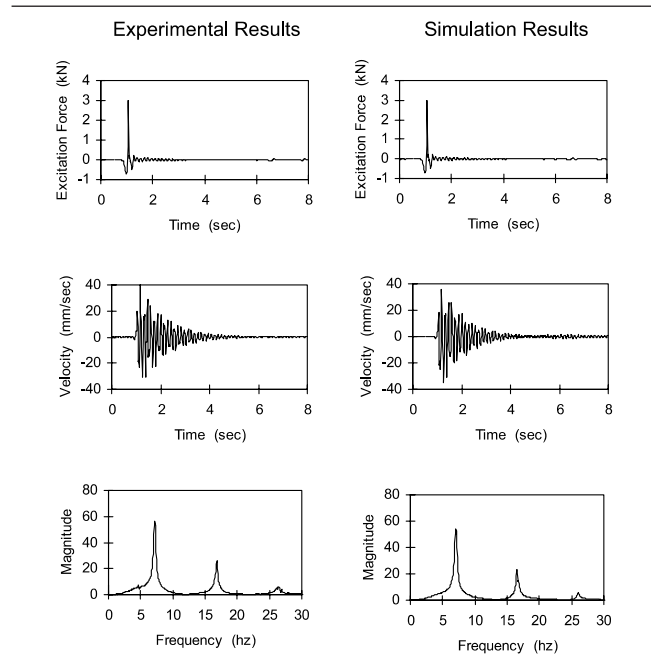 Experimental Results
Simulation Results
Excitation Force (kN)
4
3
2
1
0
-1
0 2 4 6 8
Time (sec)
Excitation Force (kN)
4
3
2
1
0
-1
0 2 4 6 8
Time (sec)
Velocity (mm/sec)
40
20
0
-20
-40
0 2 4 6 8
Time (sec)
Velocity (mm/sec)
40
20
0
-20
-40
0 2 4 6 8
Time (sec)
Magnitude
80
60
40
20
0
0 5 10 15 20 25 30
Frequency (hz)
Magnitude
80
60
40
20
0
0 5 10 15 20 25 30
Frequency (hz)